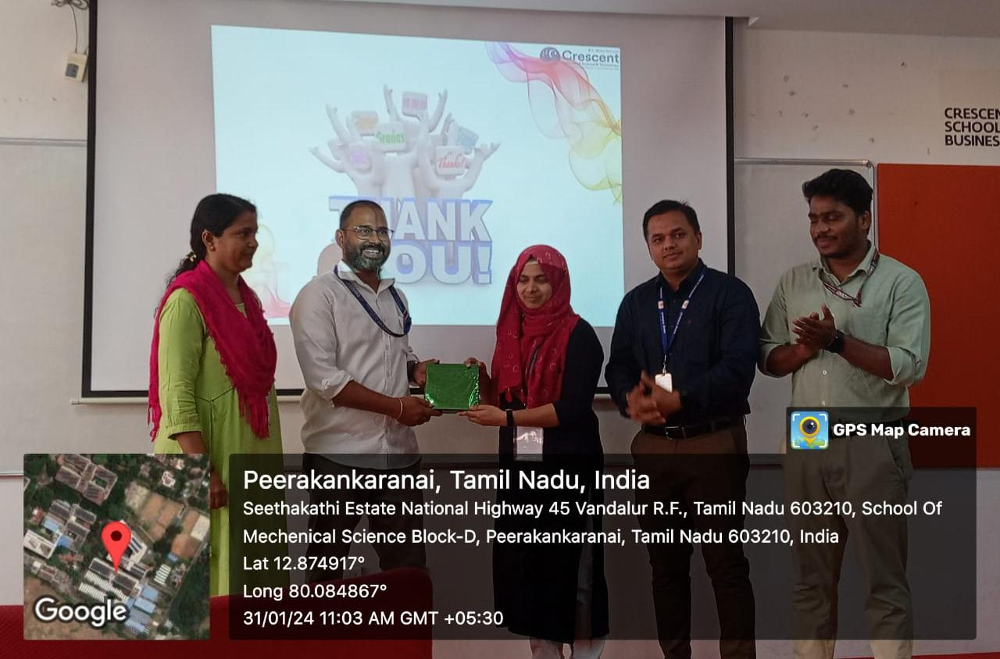 Crescent
Gracias
Thanks!
THANK
YOU!
CRESCEN
SCHOOL
BUSINES
GPS Map Camera
Peerakankaranai, Tamil Nadu, India
Seethakathi Estate National Highway 45 Vandalur R.F., Tamil Nadu 603210, School Of
Mechenical Science Block-D, Peerakankaranai, Tamil Nadu 603210, India
Lat 12.874917°
Long 80.084867°
31/01/24 11:03 AM GMT +05:30
Google